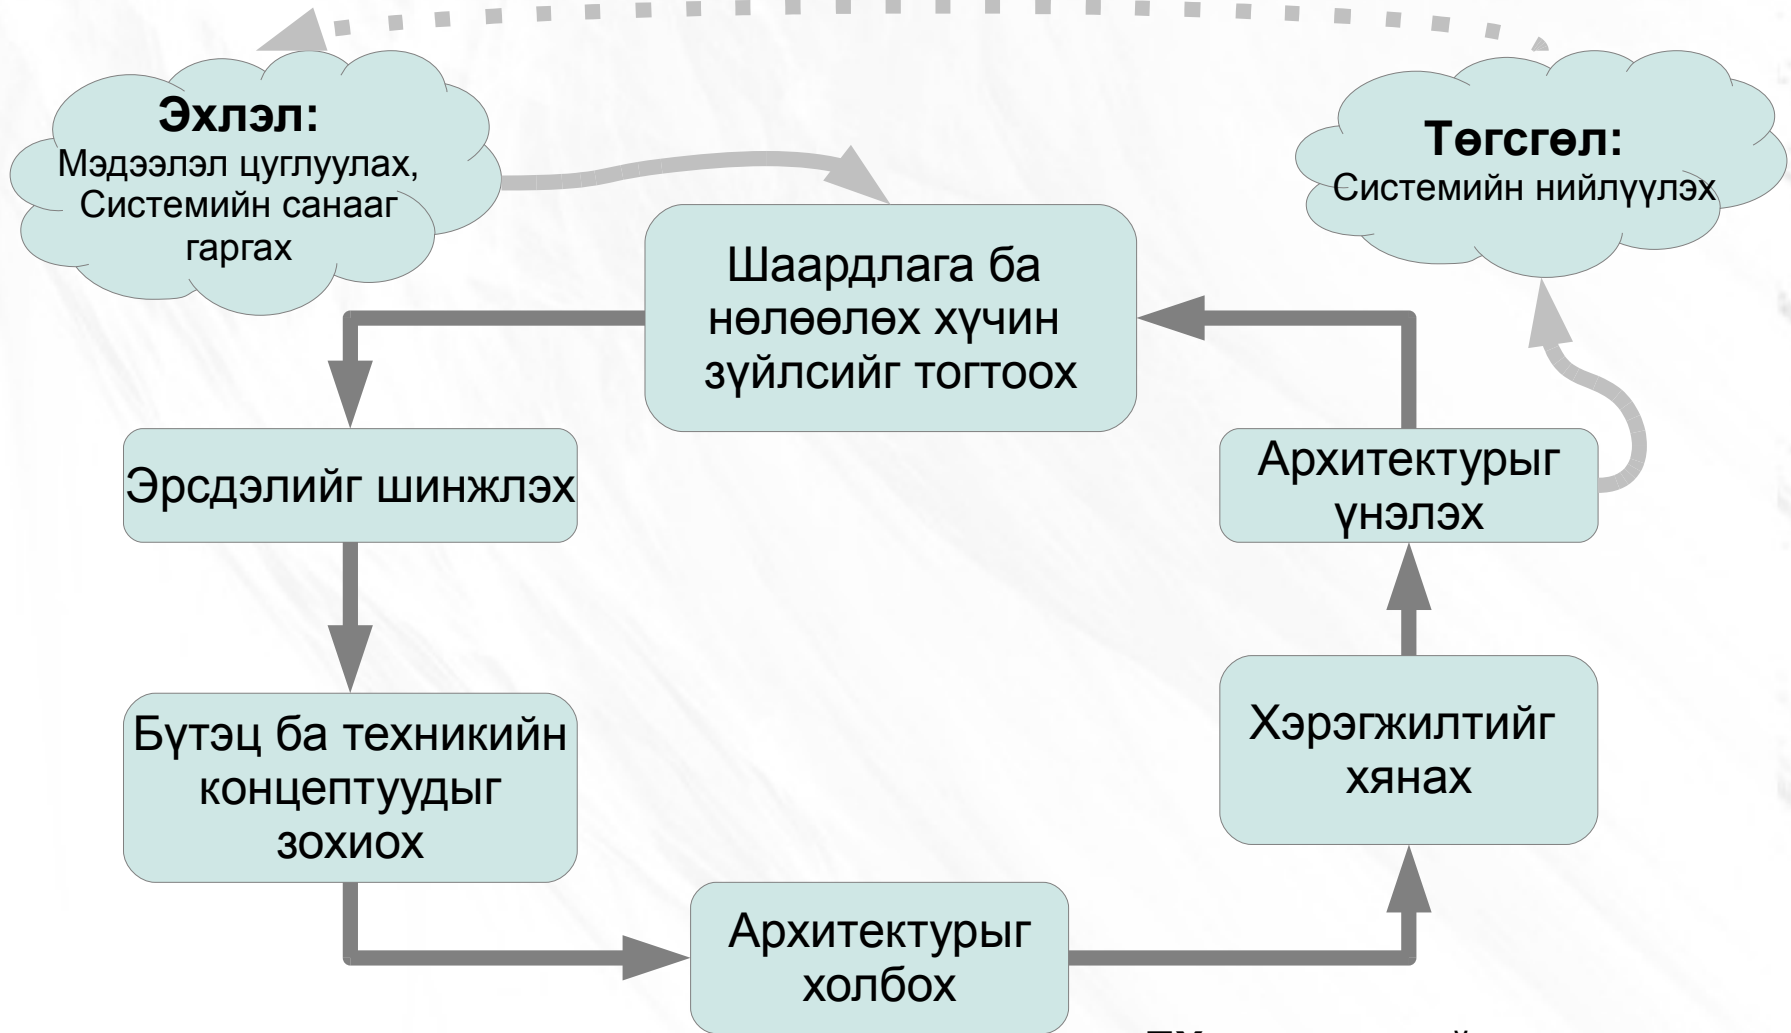 Эхлэл:
Мэдээлэл цуглуулах,
Системийн санааг
гаргах
Төгсгөл:
Системийн нийлүүлэх
Шаардлага ба
нөлөөлөх хүчин
зүйлсийг тогтоох
Эрсдэлийг шинжлэх
Архитектурыг
үнэлэх
Бүтэц ба техникийн
концептуудыг
зохиох
Хэрэгжилтийг
хянах
Архитектурыг
холбох